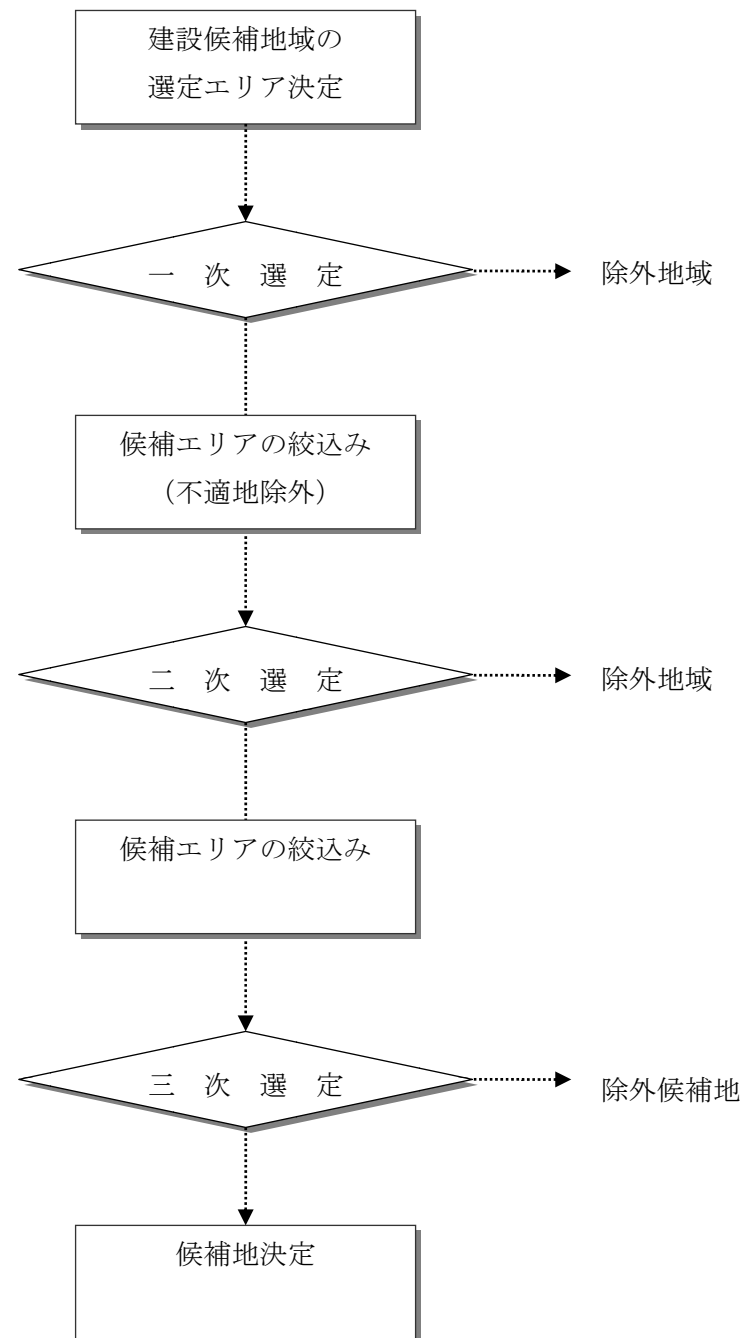 建設候補地域の
選定エリア決定
一 次 選 定
除外地域
候補エリアの絞込み
（不適地除外）
二 次 選 定
除外地域
候補エリアの絞込み
三 次 選 定
除外候補地
候補地決定